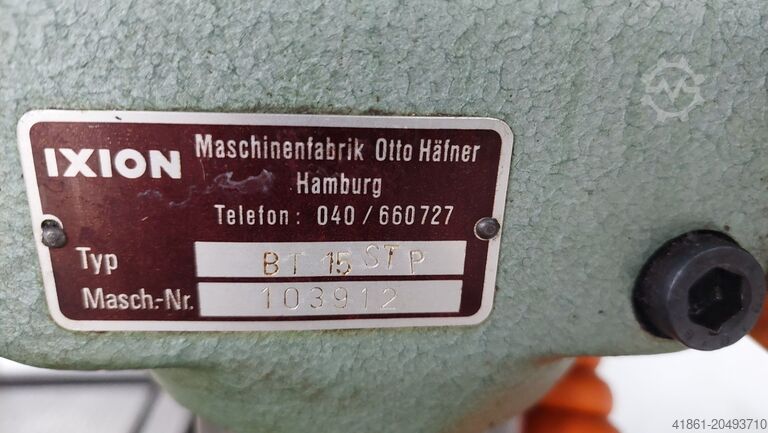 IXION
Maschinenfabrik Otto Häfner
Hamburg
Telefon: 040/660727
Typ BT 15 ST P
Masch.-Nr. 103912
41861-20493710